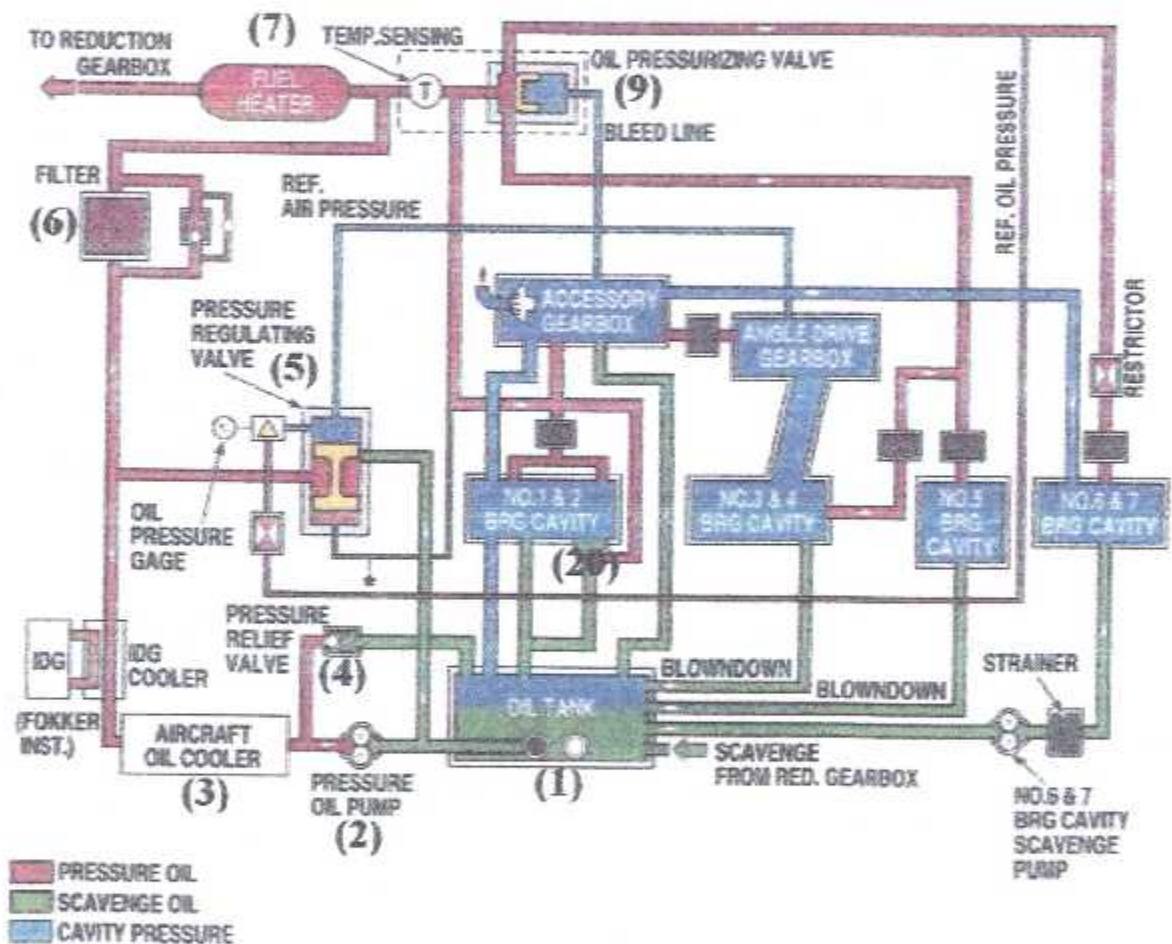 (7)
TEMP. SENSING
TO REDUCTION
GEARBOX
FUEL
HEATER
T
OIL PRESSURIZING VALVE
(9)
BLEED LINE
FILTER
(6)
REF.
AIR PRESSURE
REF. OIL PRESSURE
PRESSURE
REGULATING
VALVE
(5)
ACCESSORY
GEARBOX
ANGLE DRIVE
GEARBOX
RESTRICTOR
OIL
PRESSURE
GAGE
NO.1 & 2
BRG CAVITY
(20)
NO.3 & 4
BRG CAVITY
NO.5
BRG
CAVITY
NO.6 & 7
BRG CAVITY
*
PRESSURE
RELIEF
VALVE
(4)
IDG
IDG
COOLER
(FOKKER
INST.)
AIRCRAFT
OIL COOLER
(3)
PRESSURE
OIL PUMP
(2)
OIL TANK
(1)
BLOWNDOWN
BLOWNDOWN
STRAINER
SCAVENGE
FROM RED. GEARBOX
NO.6 & 7
BRG CAVITY
SCAVENGE
PUMP
PRESSURE OIL
SCAVENGE OIL
CAVITY PRESSURE